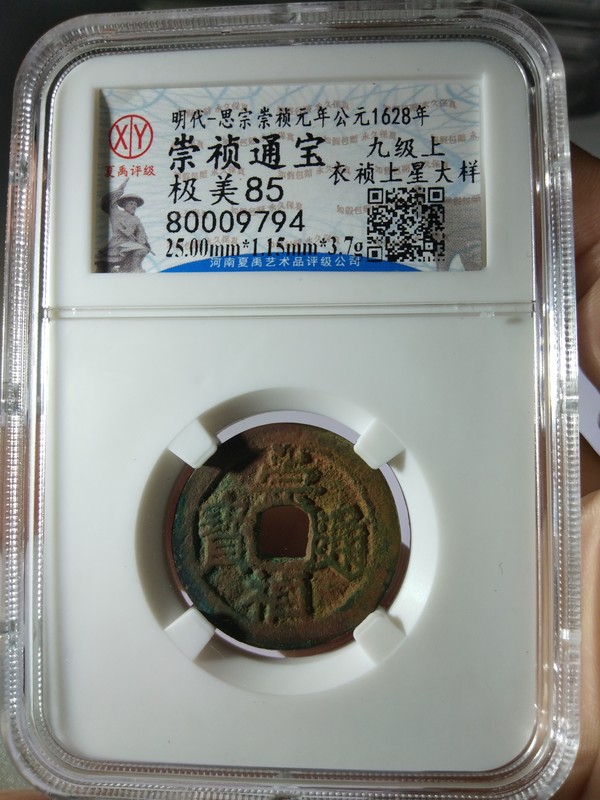 明代-思宗崇祯元年公元1628年
XY
夏禹评级
崇祯通宝 九级上
极美85 衣祯上星大样
80009794
25.00mm*1.15mm*3.7g
河南夏禹艺术品评级公司
崇
寶 通
祯